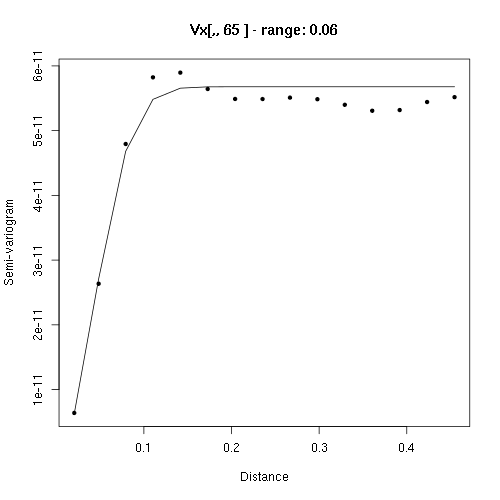 Vx[,, 65 ] - range: 0.06
6e-11
5e-11
4e-11
3e-11
2e-11
1e-11
Semi-variogram
0.1 0.2 0.3 0.4
Distance